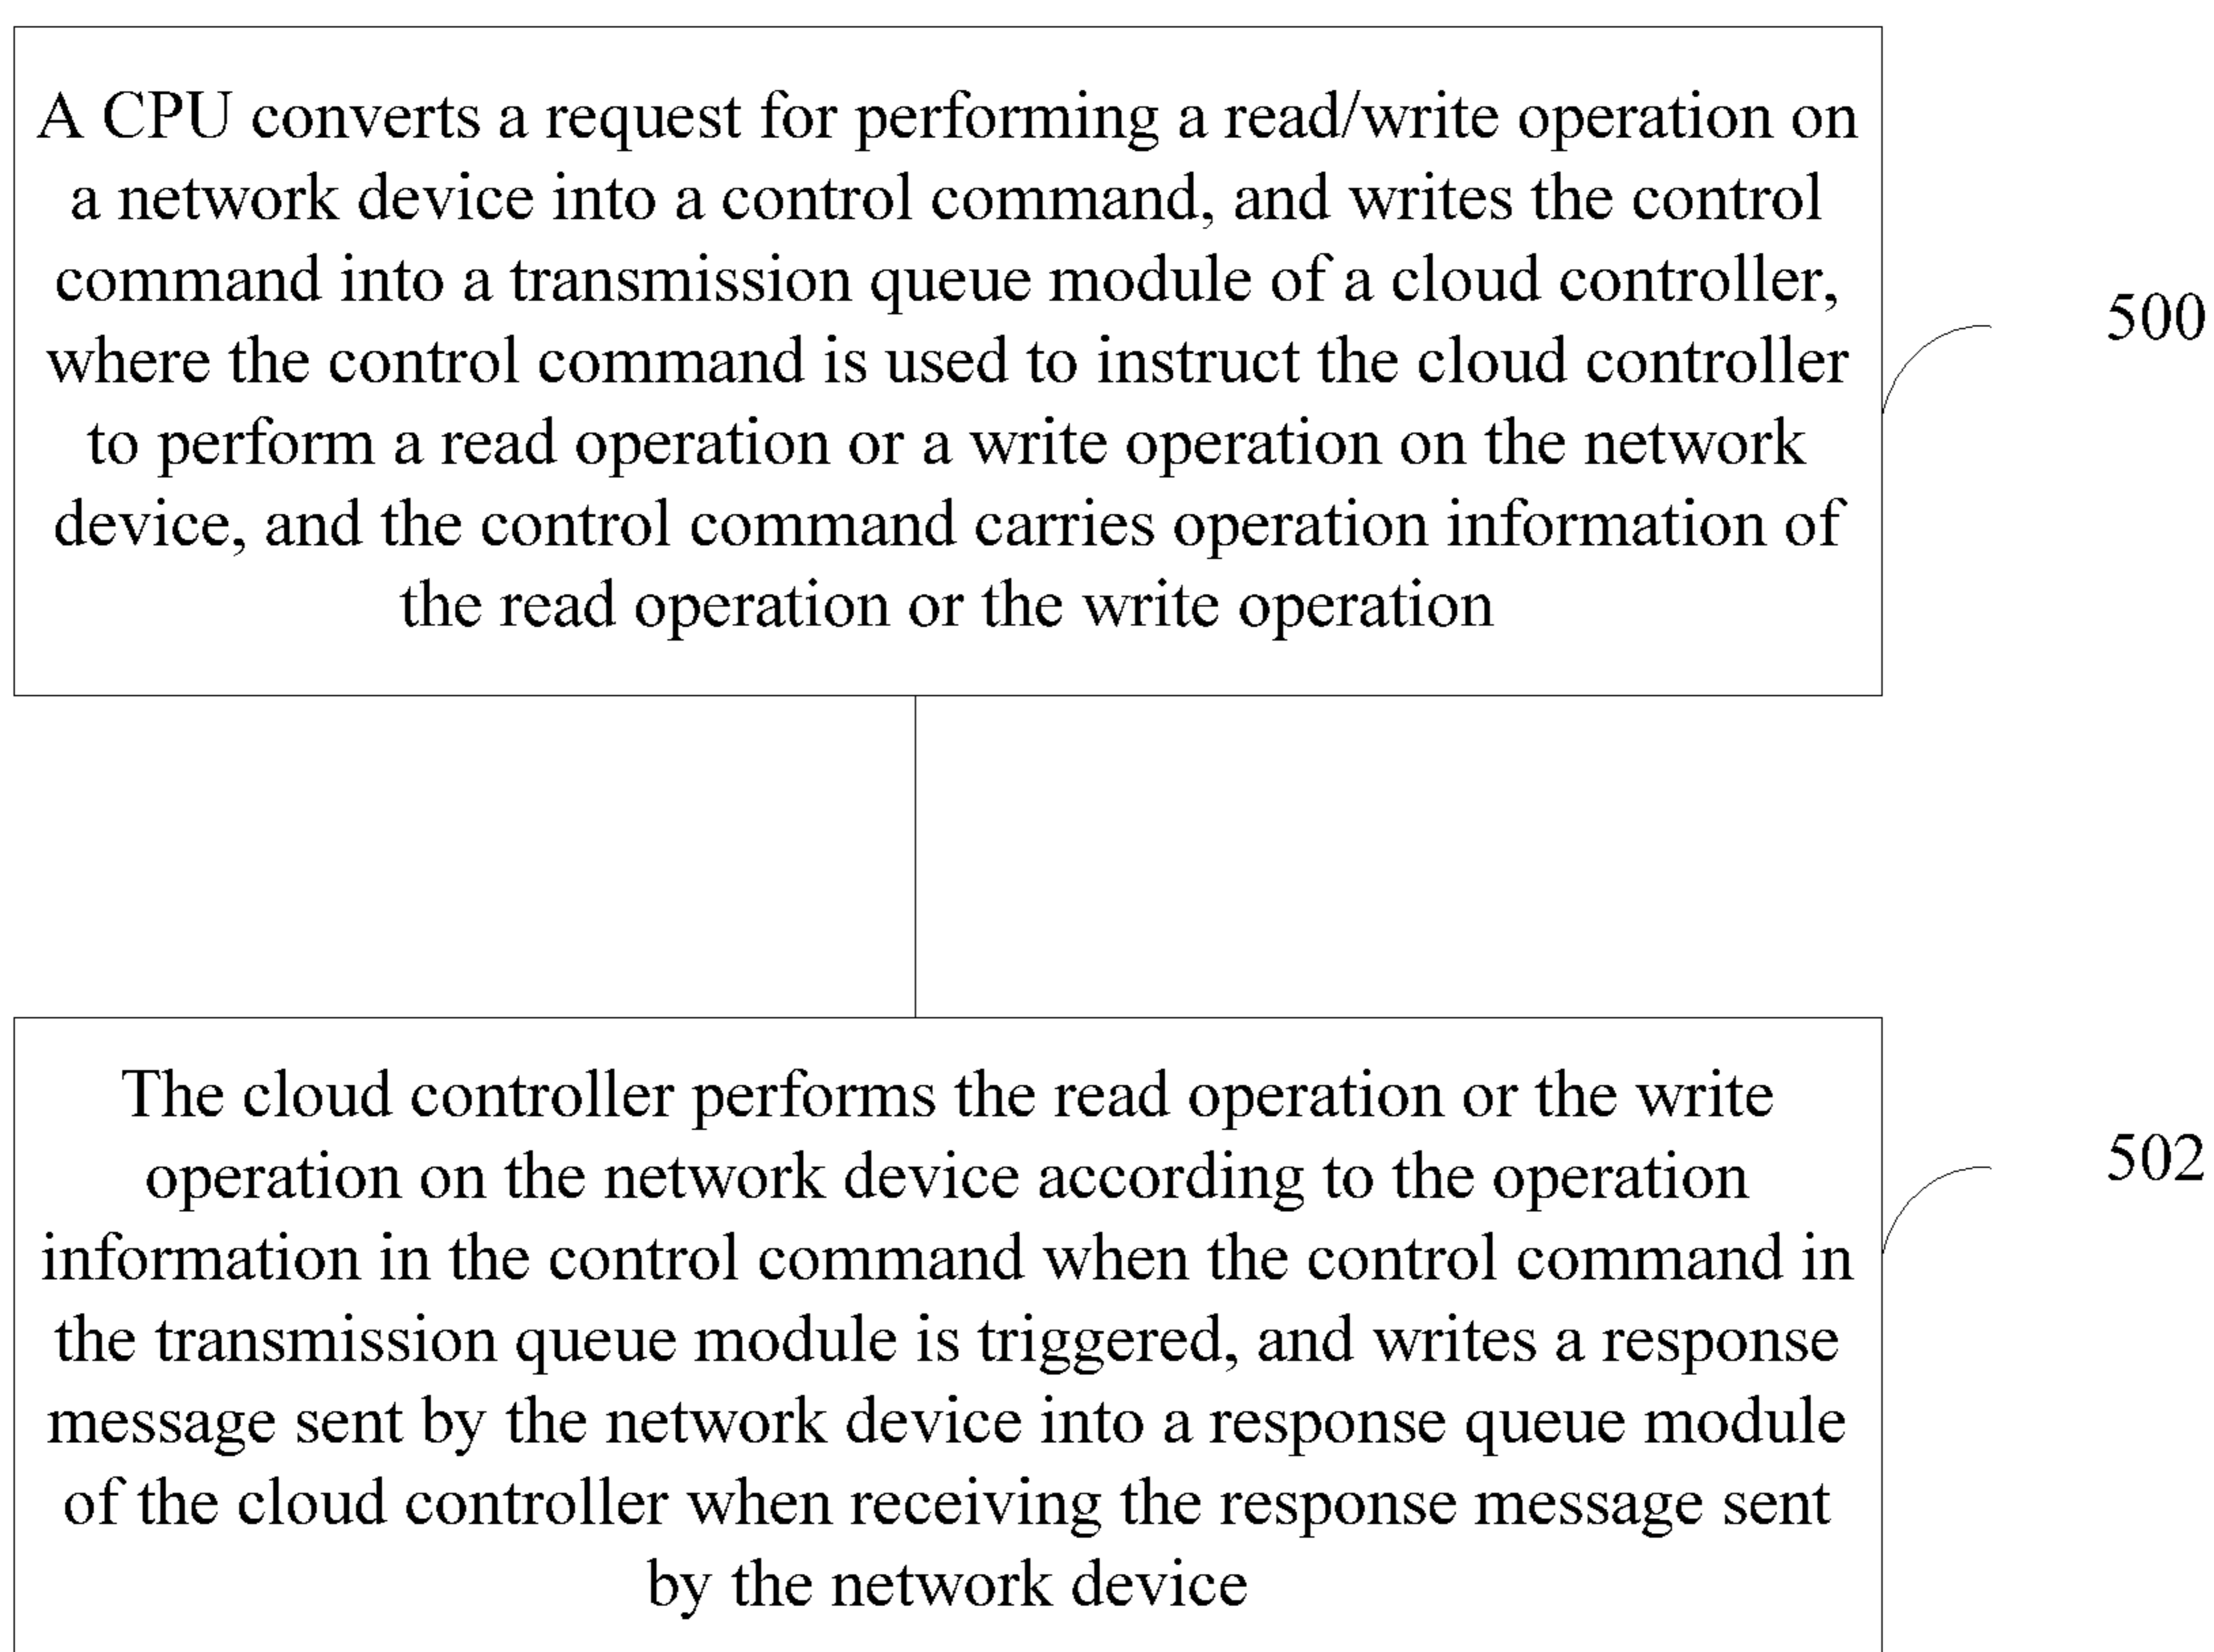 A CPU converts a request for performing a read/write operation on
a network device into a control command, and writes the control
command into a transmission queue module of a cloud controller,
where the control command is used to instruct the cloud controller
to perform a read operation or a write operation on the network
device, and the control command carries operation information of
the read operation or the write operation
500
The cloud controller performs the read operation or the write
operation on the network device according to the operation
information in the control command when the control command in
the transmission queue module is triggered, and writes a response
message sent by the network device into a response queue module
of the cloud controller when receiving the response message sent
by the network device
502